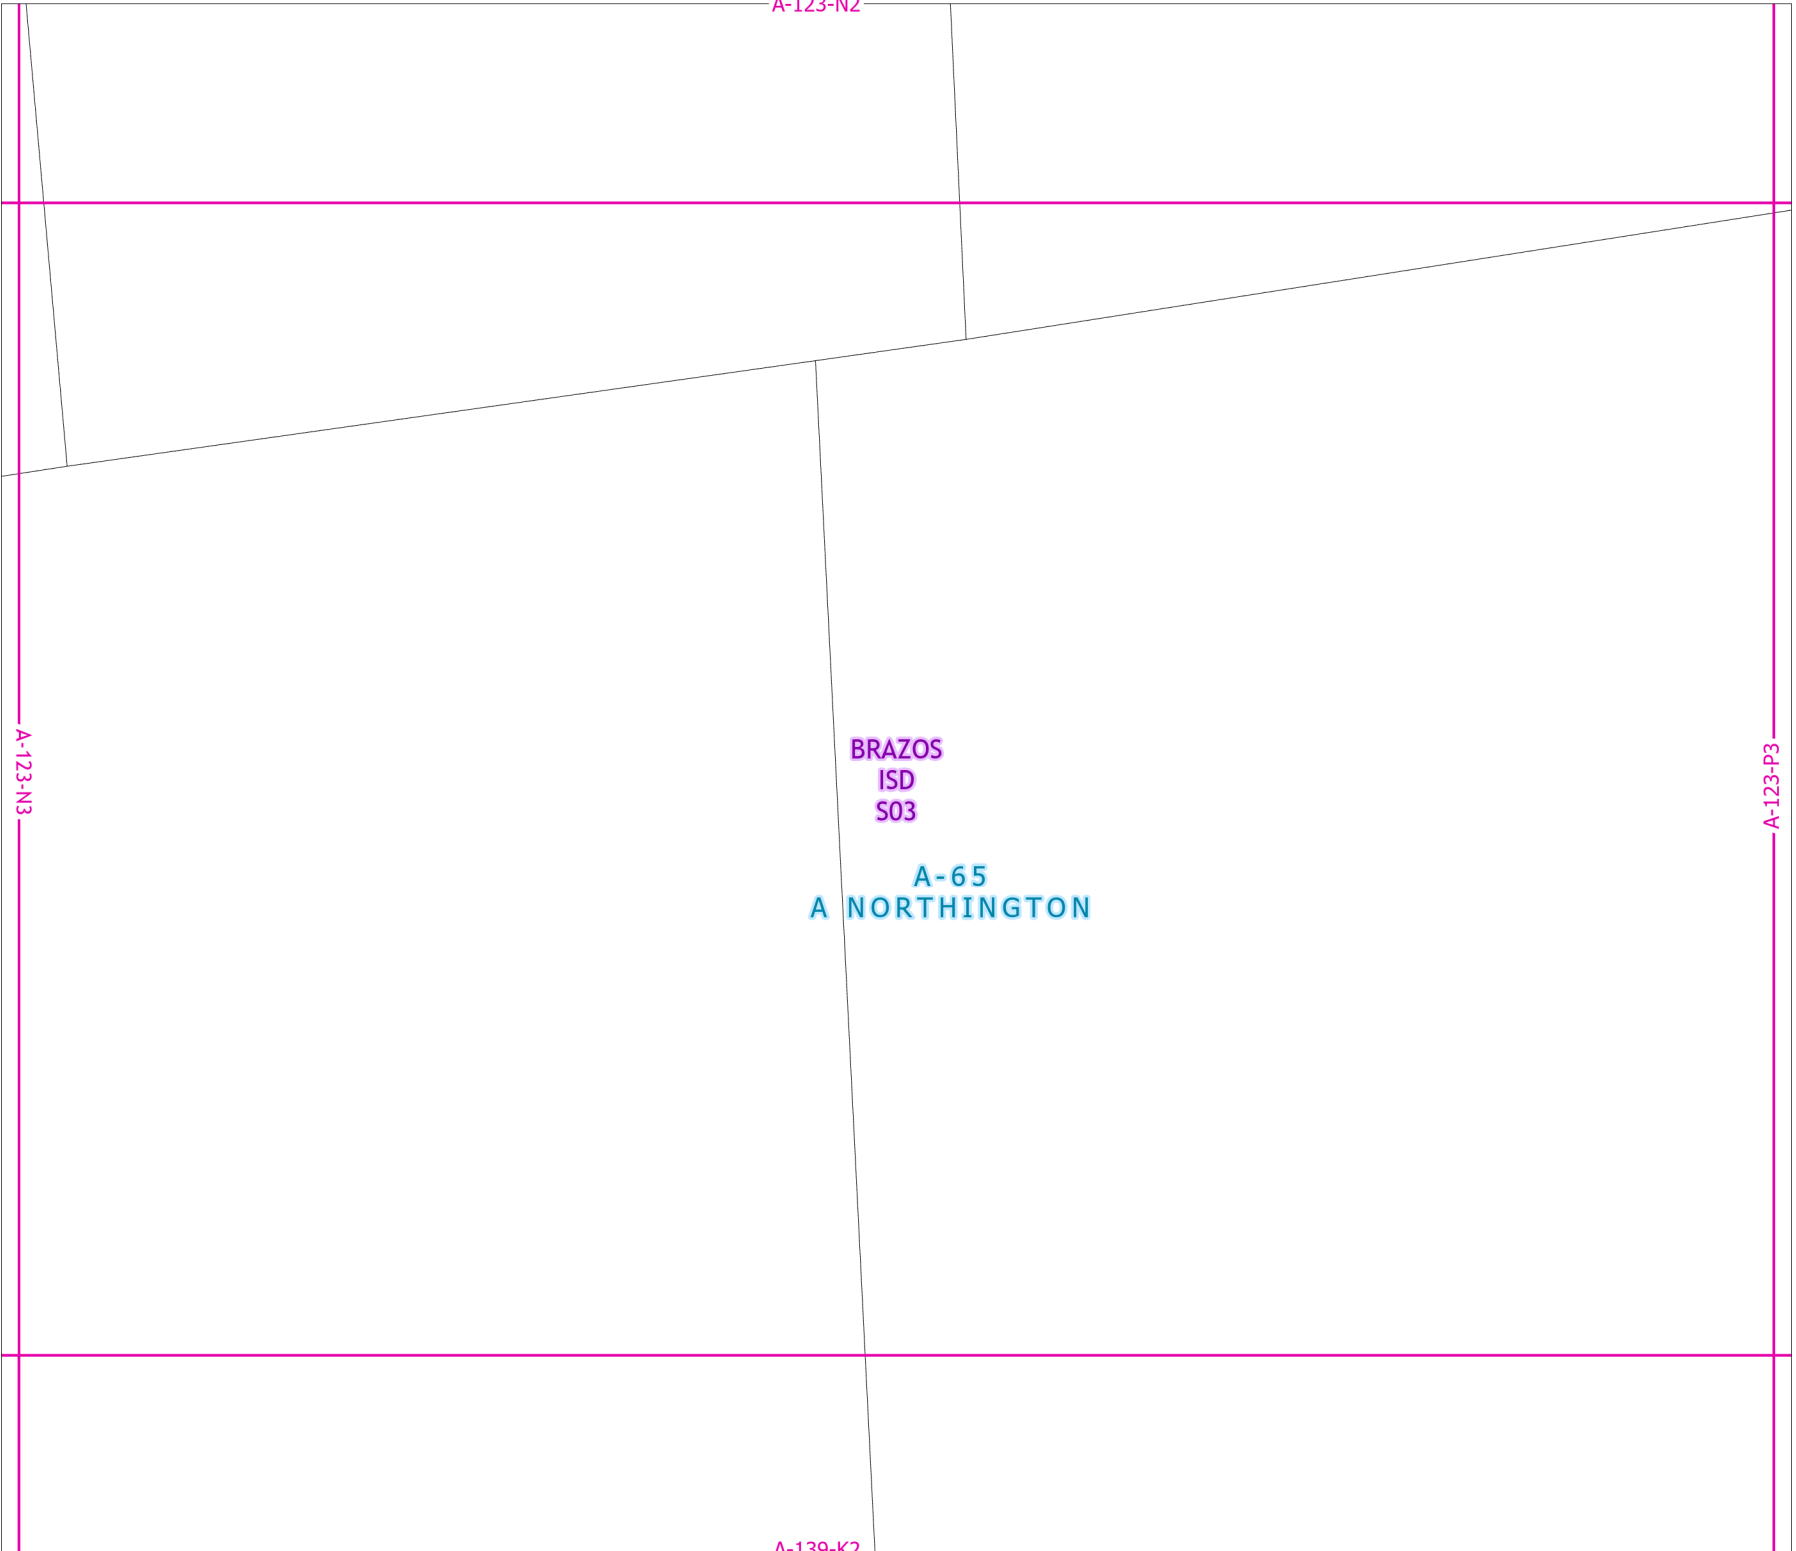 A-123-N2
A-123-N3
BRAZOS
ISD
S03
A-123-P3
A-65
A NORTHINGTON
A-139-K2